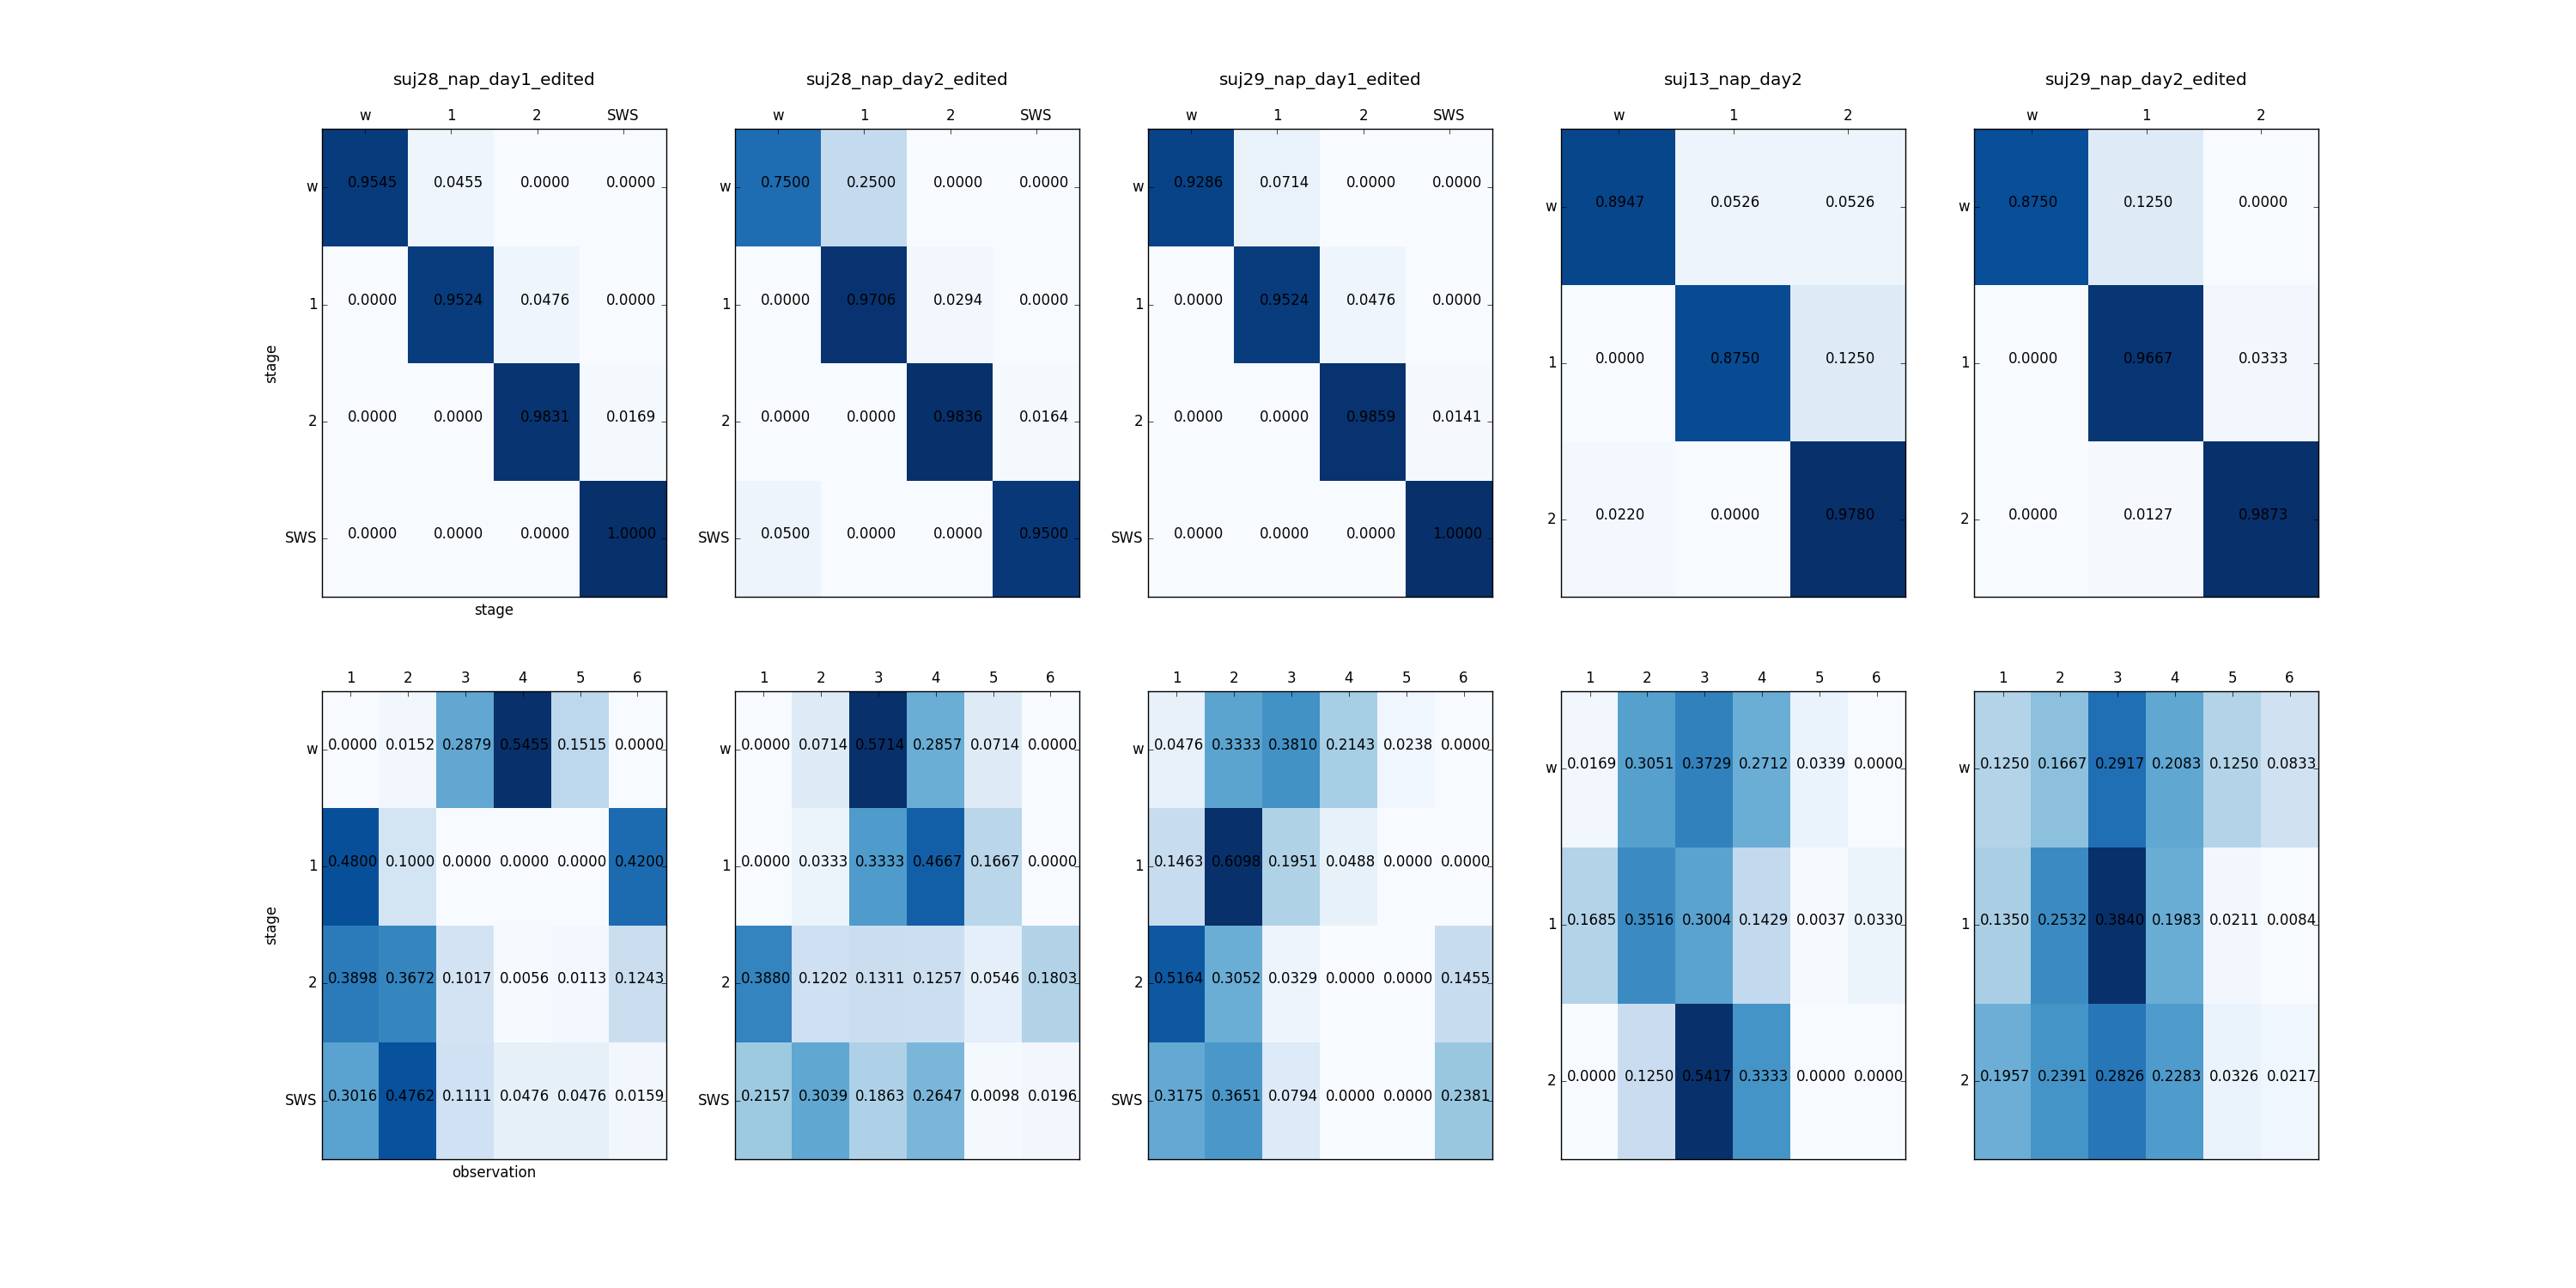 suj28_nap_day1_edited suj28_nap_day2_edited suj29_nap_day1_edited suj13_nap_day2 suj29_nap_day2_edited
w 1 2 SWS w 1 2 SWS w 1 2 SWS w 1 2 w 1 2
w 0.9545 0.0455 0.0000 0.0000 w 0.7500 0.2500 0.0000 0.0000 w 0.9286 0.0714 0.0000 0.0000 w 0.8947 0.0526 0.0526 w 0.8750 0.1250 0.0000
1 0.0000 0.9524 0.0476 0.0000 1 0.0000 0.9706 0.0294 0.0000 1 0.0000 0.9524 0.0476 0.0000 1 0.0000 0.8750 0.1250 1 0.0000 0.9667 0.0333
stage
2 0.0000 0.0000 0.9831 0.0169 2 0.0000 0.0000 0.9836 0.0164 2 0.0000 0.0000 0.9859 0.0141 2 0.0220 0.0000 0.9780 2 0.0000 0.0127 0.9873
SWS 0.0000 0.0000 0.0000 1.0000 SWS 0.0500 0.0000 0.0000 0.9500 SWS 0.0000 0.0000 0.0000 1.0000
stage
1 2 3 4 5 6 1 2 3 4 5 6 1 2 3 4 5 6 1 2 3 4 5 6 1 2 3 4 5 6
w 0.0000 0.0152 0.2879 0.5455 0.1515 0.0000 w 0.0000 0.0714 0.5714 0.2857 0.0714 0.0000 w 0.0476 0.3333 0.3810 0.2143 0.0238 0.0000 w 0.0169 0.3051 0.3729 0.2712 0.0339 0.0000 w 0.1250 0.1667 0.2917 0.2083 0.1250 0.0833
1 0.4800 0.1000 0.0000 0.0000 0.0000 0.4200 1 0.0000 0.0333 0.3333 0.4667 0.1667 0.0000 1 0.1463 0.6098 0.1951 0.0488 0.0000 0.0000 1 0.1685 0.3516 0.3004 0.1429 0.0037 0.0330 1 0.1350 0.2532 0.3840 0.1983 0.0211 0.0084
stage
2 0.3898 0.3672 0.1017 0.0056 0.0113 0.1243 2 0.3880 0.1202 0.1311 0.1257 0.0546 0.1803 2 0.5164 0.3052 0.0329 0.0000 0.0000 0.1455 2 0.0000 0.1250 0.5417 0.3333 0.0000 0.0000 2 0.1957 0.2391 0.2826 0.2283 0.0326 0.0217
SWS 0.3016 0.4762 0.1111 0.0476 0.0476 0.0159 SWS 0.2157 0.3039 0.1863 0.2647 0.0098 0.0196 SWS 0.3175 0.3651 0.0794 0.0000 0.0000 0.2381
observation